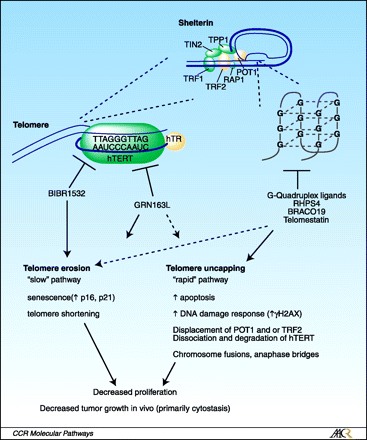 Shelterin
TPP1
TIN2
TRF1
TRF2
RAP1
POT1
Telomere
TTAGGGTTAG
AAUCCCAAUC
hTERT
hTR
G G
G G
G G
G G
G G
G G
BIBR1532
GRN163L
G-Quadruplex ligands
RHPS4
BRACO19
Telomestatin
Telomere erosion
"slow" pathway
senescence(↑ p16, p21)
telomere shortening
Telomere uncapping
"rapid" pathway
↑ apoptosis
↑ DNA damage response (↑γH2AX)
Displacement of POT1 and or TRF2
Dissociation and degradation of hTERT
Chromosome fusions, anaphase bridges
Decreased proliferation
Decreased tumor growth in vivo (primarily cytostasis)
CCR Molecular Pathways
AACR